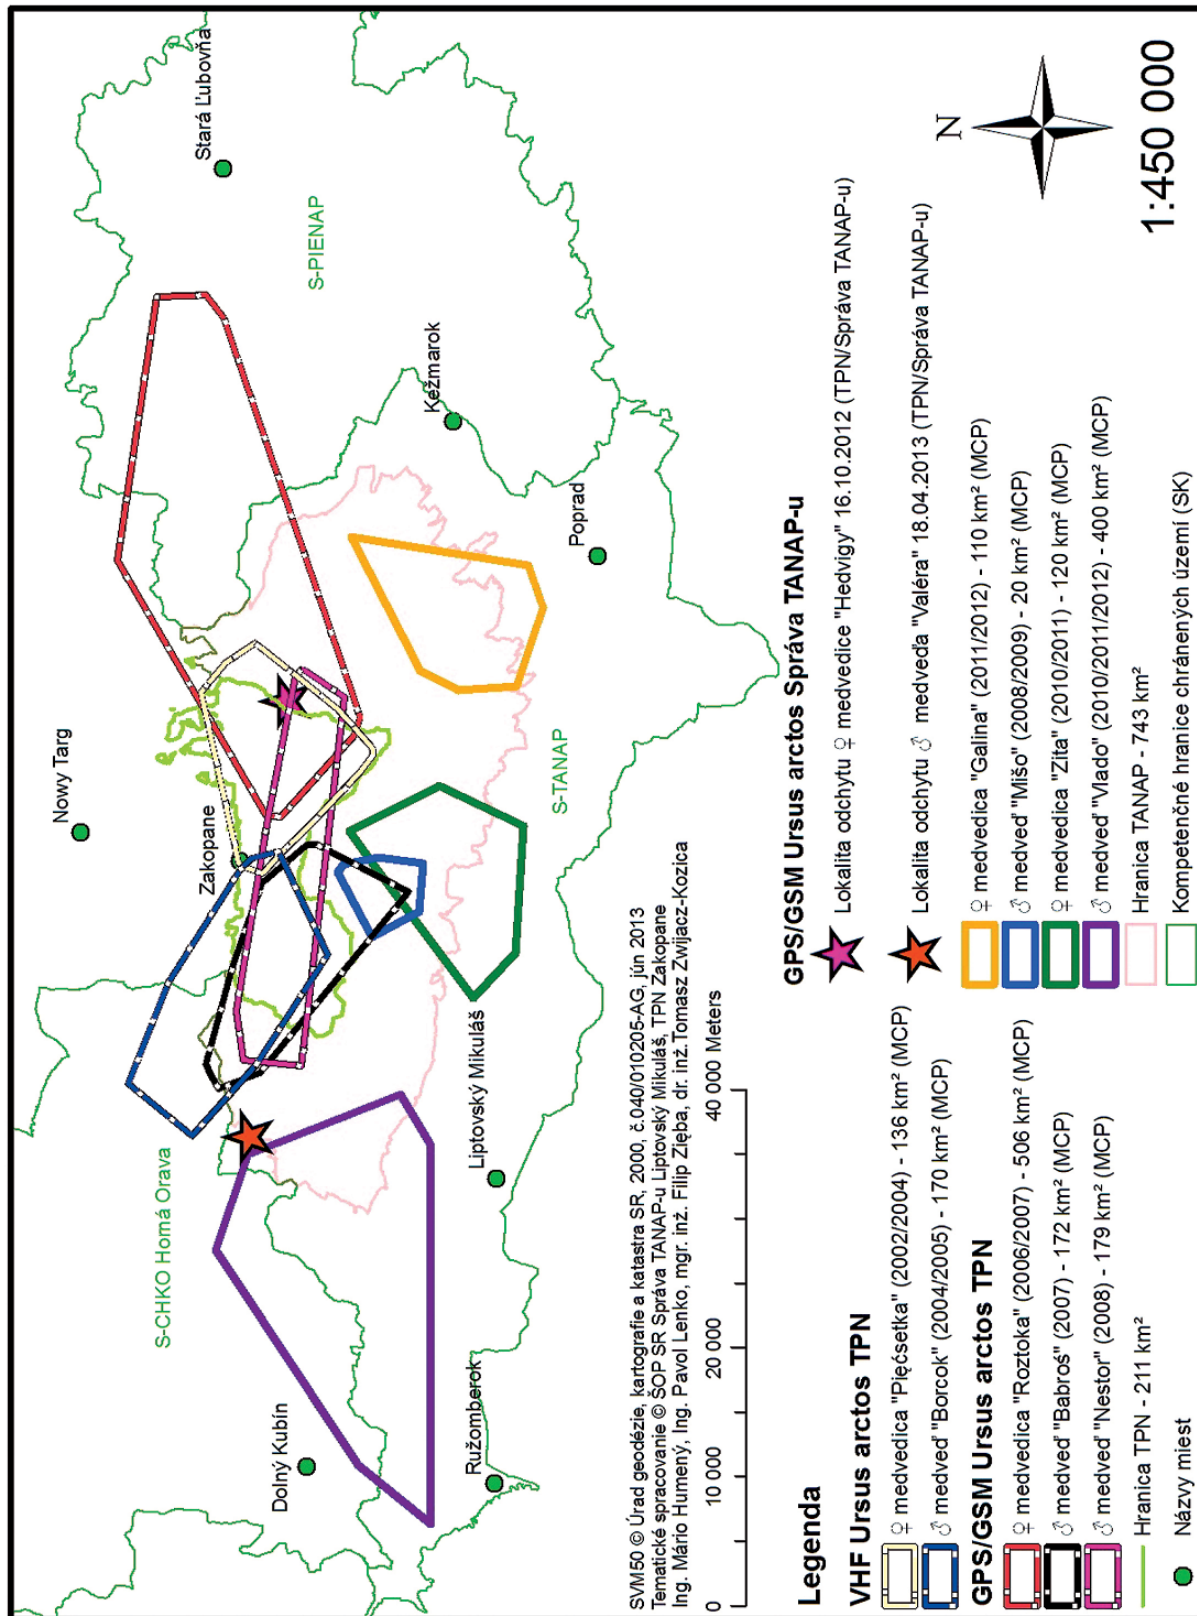 Stará Ľubovňa
S-PIENAP
Nowy Targ
Kežmarok
Zakopane
Poprad
S-TANAP
S-CHKO Horná Orava
Liptovský Mikuláš
Dolný Kubín
Ružomberok
SVM50 © Úrad geodézie, kartografie a katastra SR, 2000, č.040/010205-AG, jún 2013
Tematické spracovanie © ŠOP SR Správa TANAP-u Liptovský Mikuláš, TPN Zakopane
Ing. Mário Humený, Ing. Pavol Lenko, mgr. inż. Filip Zięba, dr. inż.Tomasz Zwijacz-Kozica
0 10 000 20 000 40 000 Meters
Legenda
VHF Ursus arctos TPN
♀ medvedica "Pięćsetka" (2002/2004) - 136 km² (MCP)
♂ medveď "Borcok" (2004/2005) - 170 km² (MCP)
GPS/GSM Ursus arctos TPN
♀ medvedica "Roztoka" (2006/2007) - 506 km² (MCP)
♂ medveď "Babroś" (2007) - 172 km² (MCP)
♂ medveď "Nestor" (2008) - 179 km² (MCP)
Hranica TPN - 211 km²
Názvy miest
GPS/GSM Ursus arctos Správa TANAP-u
Lokalita odchytu ♀ medvedice "Hedvigy" 16.10.2012 (TPN/Správa TANAP-u)
Lokalita odchytu ♂ medveďa "Valéra" 18.04.2013 (TPN/Správa TANAP-u)
♀ medvedica "Galina" (2011/2012) - 110 km² (MCP)
♂ medveď "Mišo" (2008/2009) - 20 km² (MCP)
♀ medvedica "Zita" (2010/2011) - 120 km² (MCP)
♂ medveď "Vlado" (2010/2011/2012) - 400 km² (MCP)
Hranica TANAP - 743 km²
Kompetenčné hranice chránených území (SK)
N
1:450 000